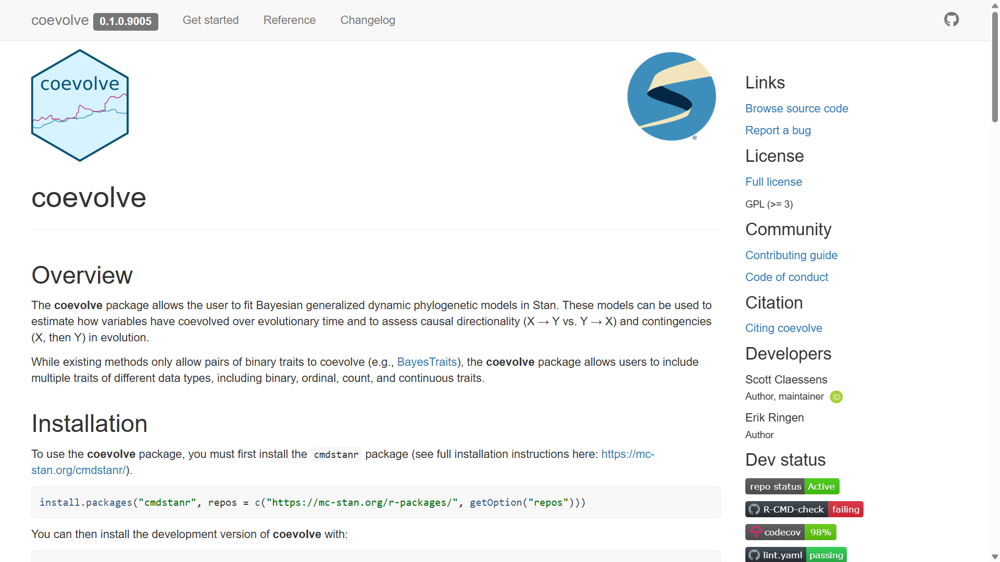 coevolve 0.1.0.9005 Get started Reference Changelog
coevolve
®
coevolve
Overview
The coevolve package allows the user to fit Bayesian generalized dynamic phylogenetic models in Stan. These models can be used to
estimate how variables have coevolved over evolutionary time and to assess causal directionality (X → Y vs. Y → X) and contingencies
(X, then Y) in evolution.
While existing methods only allow pairs of binary traits to coevolve (e.g., BayesTraits), the coevolve package allows users to include
multiple traits of different data types, including binary, ordinal, count, and continuous traits.
Installation
To use the coevolve package, you must first install the cmdstanr package (see full installation instructions here: https://mc-
stan.org/cmdstanr/).
install.packages("cmdstanr", repos = c("https://mc-stan.org/r-packages/", getOption("repos")))
You can then install the development version of coevolve with:
Links
Browse source code
Report a bug
License
Full license
GPL (>= 3)
Community
Contributing guide
Code of conduct
Citation
Citing coevolve
Developers
Scott Claessens
Author, maintainer iD
Erik Ringen
Author
Dev status
repo status Active
R-CMD-check failing
codecov 98%
lint.yaml passing